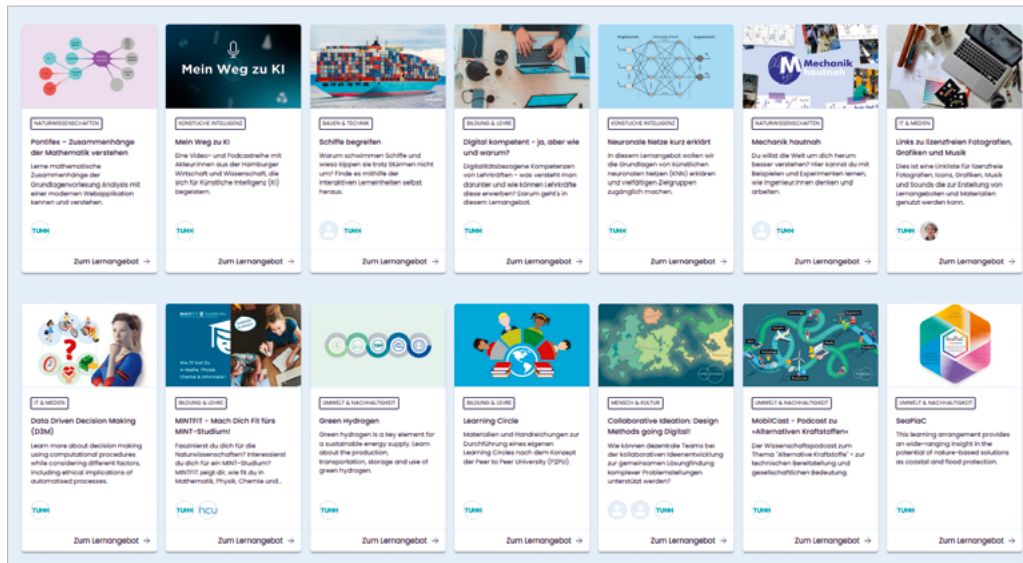 Mein Weg zu KI
Mechanik
hautnah
NATURWISSENSCHAFTEN
Pontifex – Zusammenhänge
der Mathematik verstehen
Lerne mathematische
Zusammenhänge der
Grundlagenvorlesung Analysis mit
einer modernen Webapplikation
kennen und verstehen.
TUHH
Zum Lernangebot →
KÜNSTLICHE INTELLIGENZ
Mein Weg zu KI
Eine Video- und Podcastreihe mit
Akteur:innen aus der Hamburger
Wirtschaft und Wissenschaft, die
sich für Künstliche Intelligenz (KI)
begeistern.
TUHH
Zum Lernangebot →
BAUEN & TECHNIK
Schiffe begreifen
Warum schwimmen Schiffe und
wieso kippen sie trotz Stürmen nicht
um? Finde es mithilfe der
interaktiven Lerneinheiten selbst
heraus.
TUHH
Zum Lernangebot →
BILDUNG & LEHRE
Digital kompetent - ja, aber wie
und warum?
Digitalitätsbezogene Kompetenzen
von Lehrkräften – was versteht man
darunter und wie können Lehrkräfte
diese erwerben? Darum geht's in
diesem Lernangebot.
TUHH
Zum Lernangebot →
KÜNSTLICHE INTELLIGENZ
Neuronale Netze kurz erklärt
In diesem Lernangebot wollen wir
die Grundlagen von künstlichen
neuronalen Netzen (KNN) erklären
und vielfältigen Zielgruppen
zugänglich machen.
TUHH
Zum Lernangebot →
NATURWISSENSCHAFTEN
Mechanik hautnah
Du willst die Welt um dich herum
besser verstehen? Hier kannst du mit
Beispielen und Experimenten lernen,
wie Ingenieur:innen denken und
arbeiten.
TUHH
Zum Lernangebot →
IT & MEDIEN
Links zu lizenzfreien Fotografien,
Grafiken und Musik
Dies ist eine Linkliste für lizenzfreie
Fotografien, Icons, Grafiken, Musik
und Sounds die zur Erstellung von
Lernangeboten und Materialien
genutzt werden kann.
TUHH
Zum Lernangebot →
IT & MEDIEN
Data Driven Decision Making
(D3M)
Learn more about decision making
using computational procedures
while considering different factors,
including ethical implications of
automatised processes.
TUHH
Zum Lernangebot →
MINTFIT
Wie fit bist Du
in Mathe, Physik,
Chemie & Informatik?
BILDUNG & LEHRE
MINTFIT – Mach Dich Fit fürs
MINT-Studium!
Faszinierst du dich für die
Naturwissenschaften? Interessierst
du dich für ein MINT-Studium?
MINTFIT zeigt dir, wie fit du in
Mathematik, Physik, Chemie und...
TUHH hcu
Zum Lernangebot →
UMWELT & NACHHALTIGKEIT
Green Hydrogen
Green hydrogen is a key element for
a sustainable energy supply. Learn
about the production,
transportation, storage and use of
green hydrogen.
TUHH
Zum Lernangebot →
BILDUNG & LEHRE
Learning Circle
Materialien und Handreichungen zur
Durchführung eines eigenen
Learning Circles nach dem Konzept
der Peer to Peer University (P2PU).
TUHH
Zum Lernangebot →
MENSCH & KULTUR
Collaborative Ideation: Design
Methods going Digital!
Wie können dezentrale Teams bei
der kollaborativen Ideenentwicklung
zur gemeinsamen Lösungfindung
komplexer Problemstellungen
unterstützt werden?
TUHH
Zum Lernangebot →
UMWELT & NACHHALTIGKEIT
MobilCast - Podcast zu
»Alternativen Kraftstoffen«
Der Wissenschaftspodcast zum
Thema "Alternative Kraftstoffe" – zur
technischen Bereitstellung und
gesellschaftlichen Bedeutung.
TUHH
Zum Lernangebot →
SeaPiaC
UMWELT & NACHHALTIGKEIT
SeaPiaC
This learning arrangement provides
an wide-ranging insight in the
potential of nature-based solutions
as coastal and flood protection.
TUHH
Zum Lernangebot →